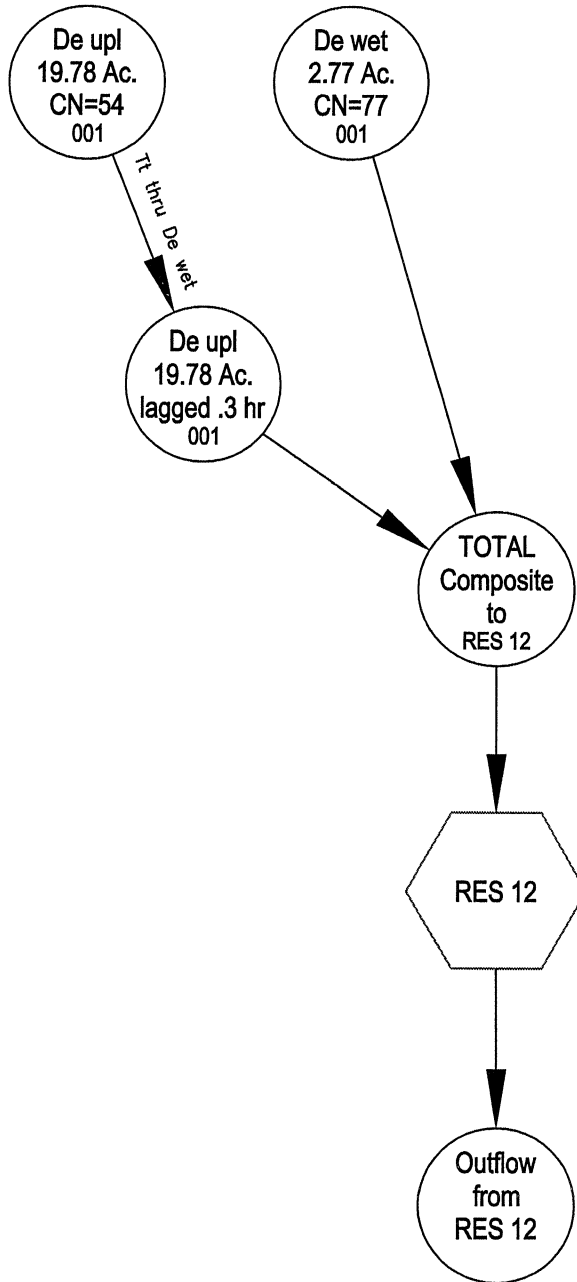 De upl
19.78 Ac.
CN=54
001
De wet
2.77 Ac.
CN=77
001
Tt thru De wet
De upl
19.78 Ac.
lagged .3 hr
001
TOTAL
Composite
to
RES 12
RES 12
Outflow
from
RES 12